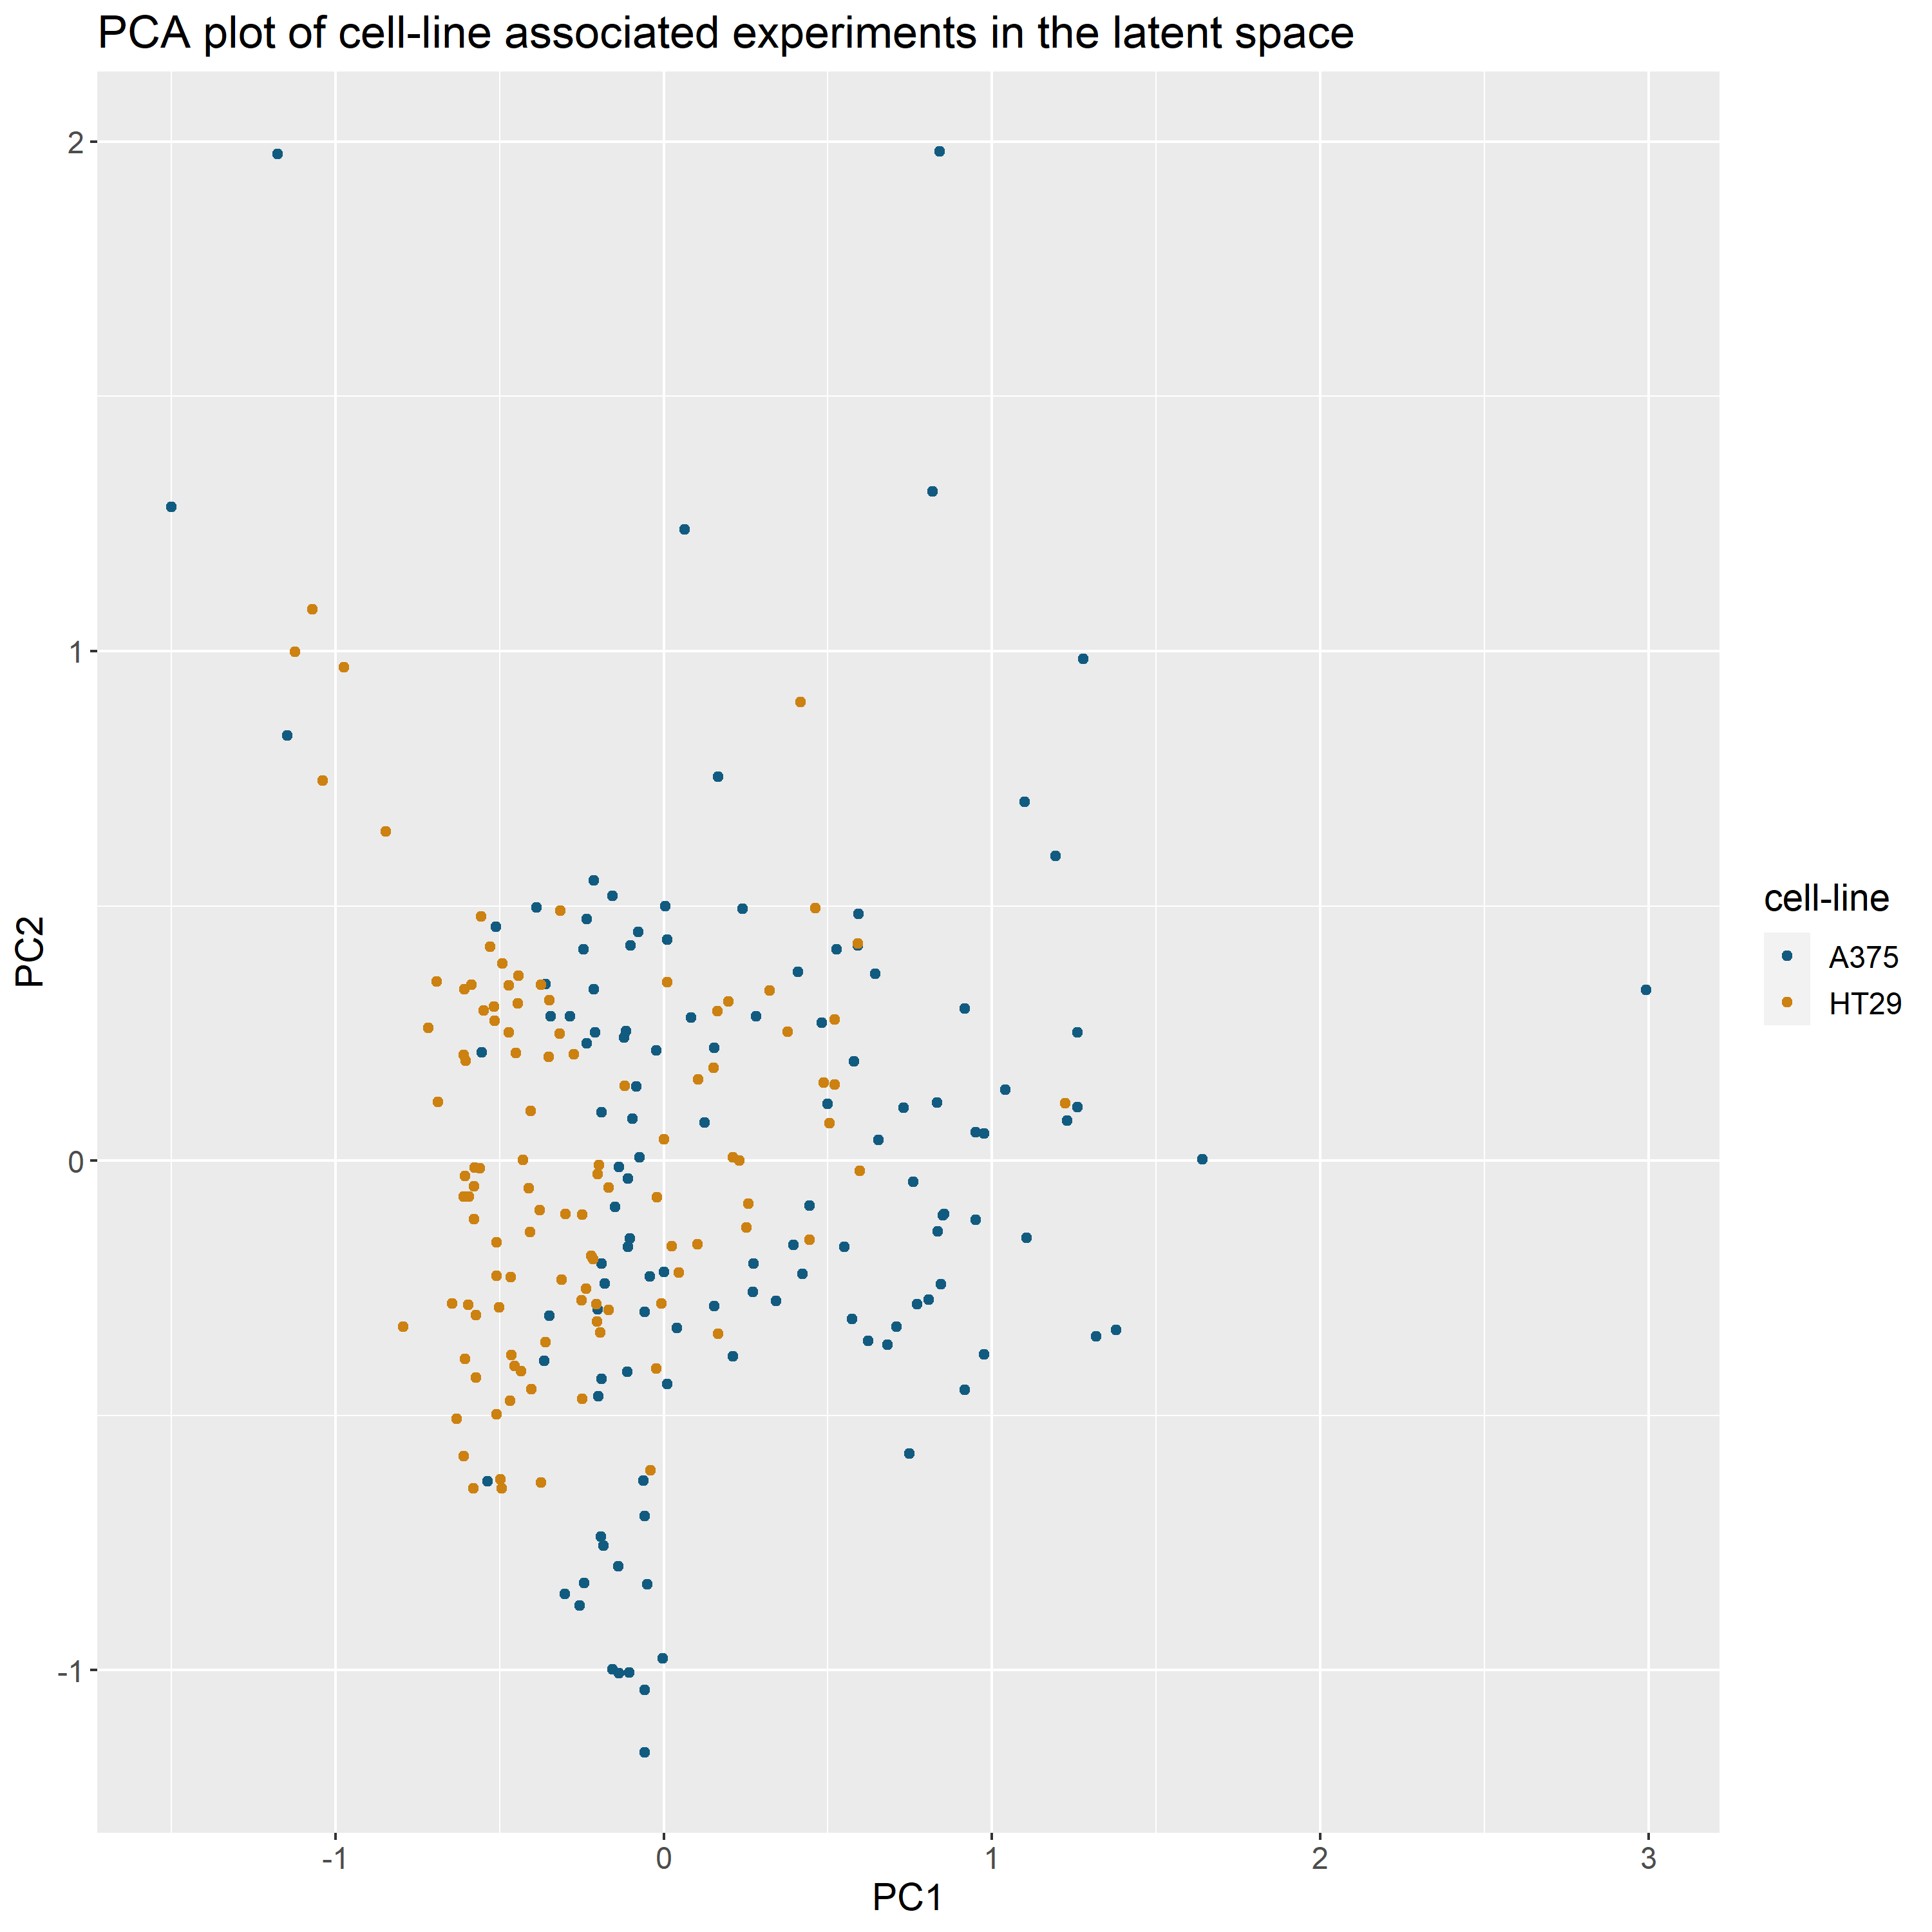 PCA plot of cell-line associated experiments in the latent space
2
1
0
-1
PC2
-1
0
1
2
3
PC1
cell-line
A375
HT29